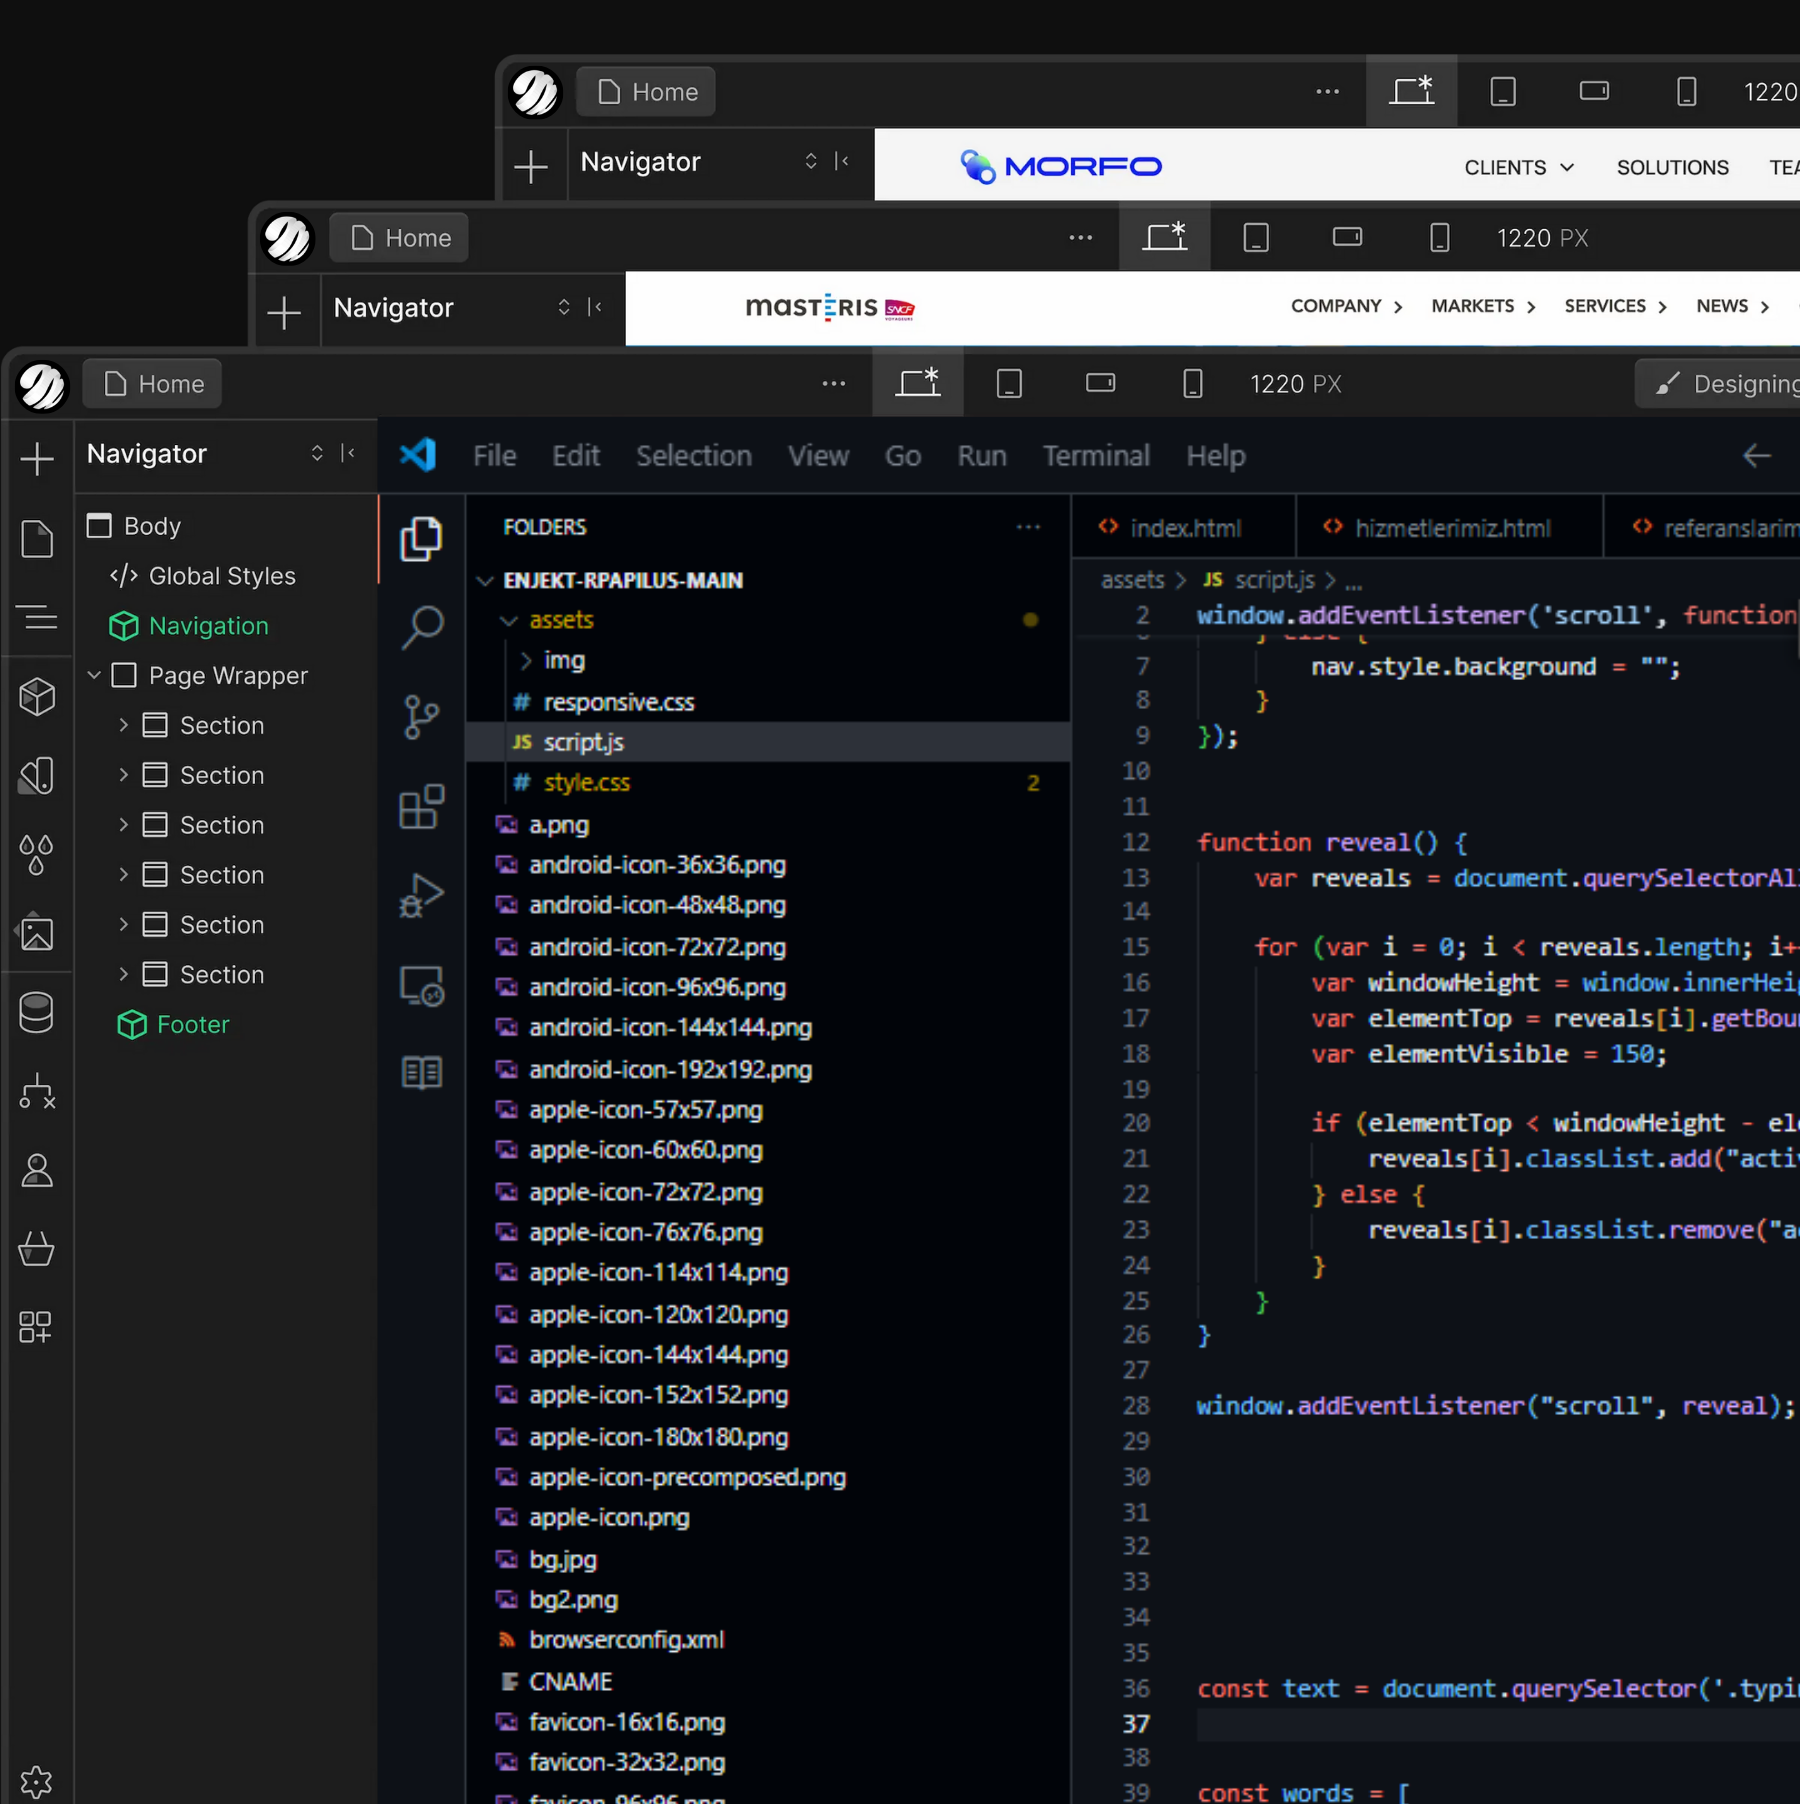 Home
1220
Navigator
MORFO
CLIENTS
SOLUTIONS
Home
1220 PX
Navigator
masteris
SNCF
COMPANY
MARKETS
SERVICES
NEWS
Home
1220 PX
Designing
Navigator
Body
</> Global Styles
Navigation
Page Wrapper
Section
Section
Section
Section
Section
Section
Footer
File Edit Selection View Go Run Terminal Help
FOLDERS
ENJEKT-RPAPILUS-MAIN
assets
img
# responsive.css
JS script.js
# style.css 2
a.png
android-icon-36x36.png
android-icon-48x48.png
android-icon-72x72.png
android-icon-96x96.png
android-icon-144x144.png
android-icon-192x192.png
apple-icon-57x57.png
apple-icon-60x60.png
apple-icon-72x72.png
apple-icon-76x76.png
apple-icon-114x114.png
apple-icon-120x120.png
apple-icon-144x144.png
apple-icon-152x152.png
apple-icon-180x180.png
apple-icon-precomposed.png
apple-icon.png
bg.jpg
bg2.png
browserconfig.xml
CNAME
favicon-16x16.png
favicon-32x32.png
favicon-96x96.png
<> index.html
<> hizmetlerimiz.html
<> referanslarim
assets > JS script.js > ...
2 window.addEventListener('scroll', function
} else {
7 nav.style.background = "";
8 }
9 });
10
11
12 function reveal() {
13 var reveals = document.querySelectorAl
14
15 for (var i = 0; i < reveals.length; i+
16 var windowHeight = window.innerHei
17 var elementTop = reveals[i].getBou
18 var elementVisible = 150;
19
20 if (elementTop < windowHeight - ele
21 reveals[i].classList.add("acti
22 } else {
23 reveals[i].classList.remove("a
24 }
25 }
26 }
27
28 window.addEventListener("scroll", reveal);
29
30
31
32
33
34
35
36 const text = document.querySelector('.typi
37
38
39 const words = [